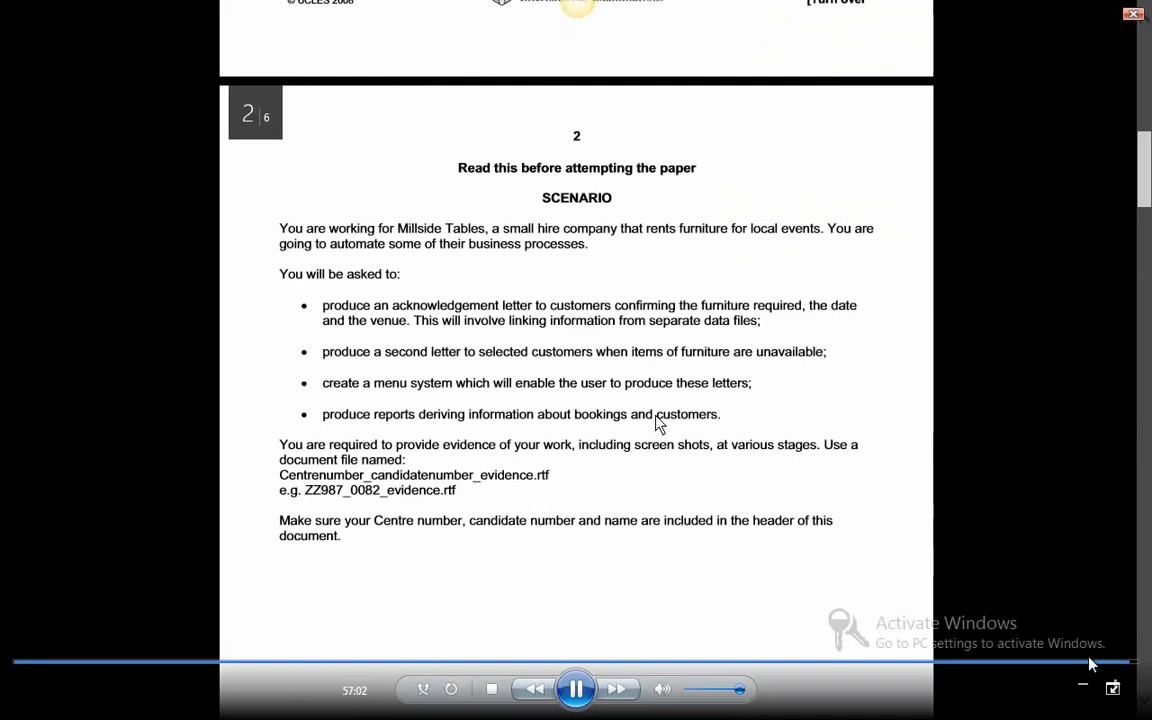 © UCLES 2008
[Turn over
2 | 6
2
Read this before attempting the paper
SCENARIO
You are working for Millside Tables, a small hire company that rents furniture for local events. You are
going to automate some of their business processes.
You will be asked to:
• produce an acknowledgement letter to customers confirming the furniture required, the date
and the venue. This will involve linking information from separate data files;
• produce a second letter to selected customers when items of furniture are unavailable;
• create a menu system which will enable the user to produce these letters;
• produce reports deriving information about bookings and customers.
You are required to provide evidence of your work, including screen shots, at various stages. Use a
document file named:
Centrenumber_candidatenumber_evidence.rtf
e.g. ZZ987_0082_evidence.rtf
Make sure your Centre number, candidate number and name are included in the header of this
document.
Activate Windows
Go to PC settings to activate Windows.
57:02